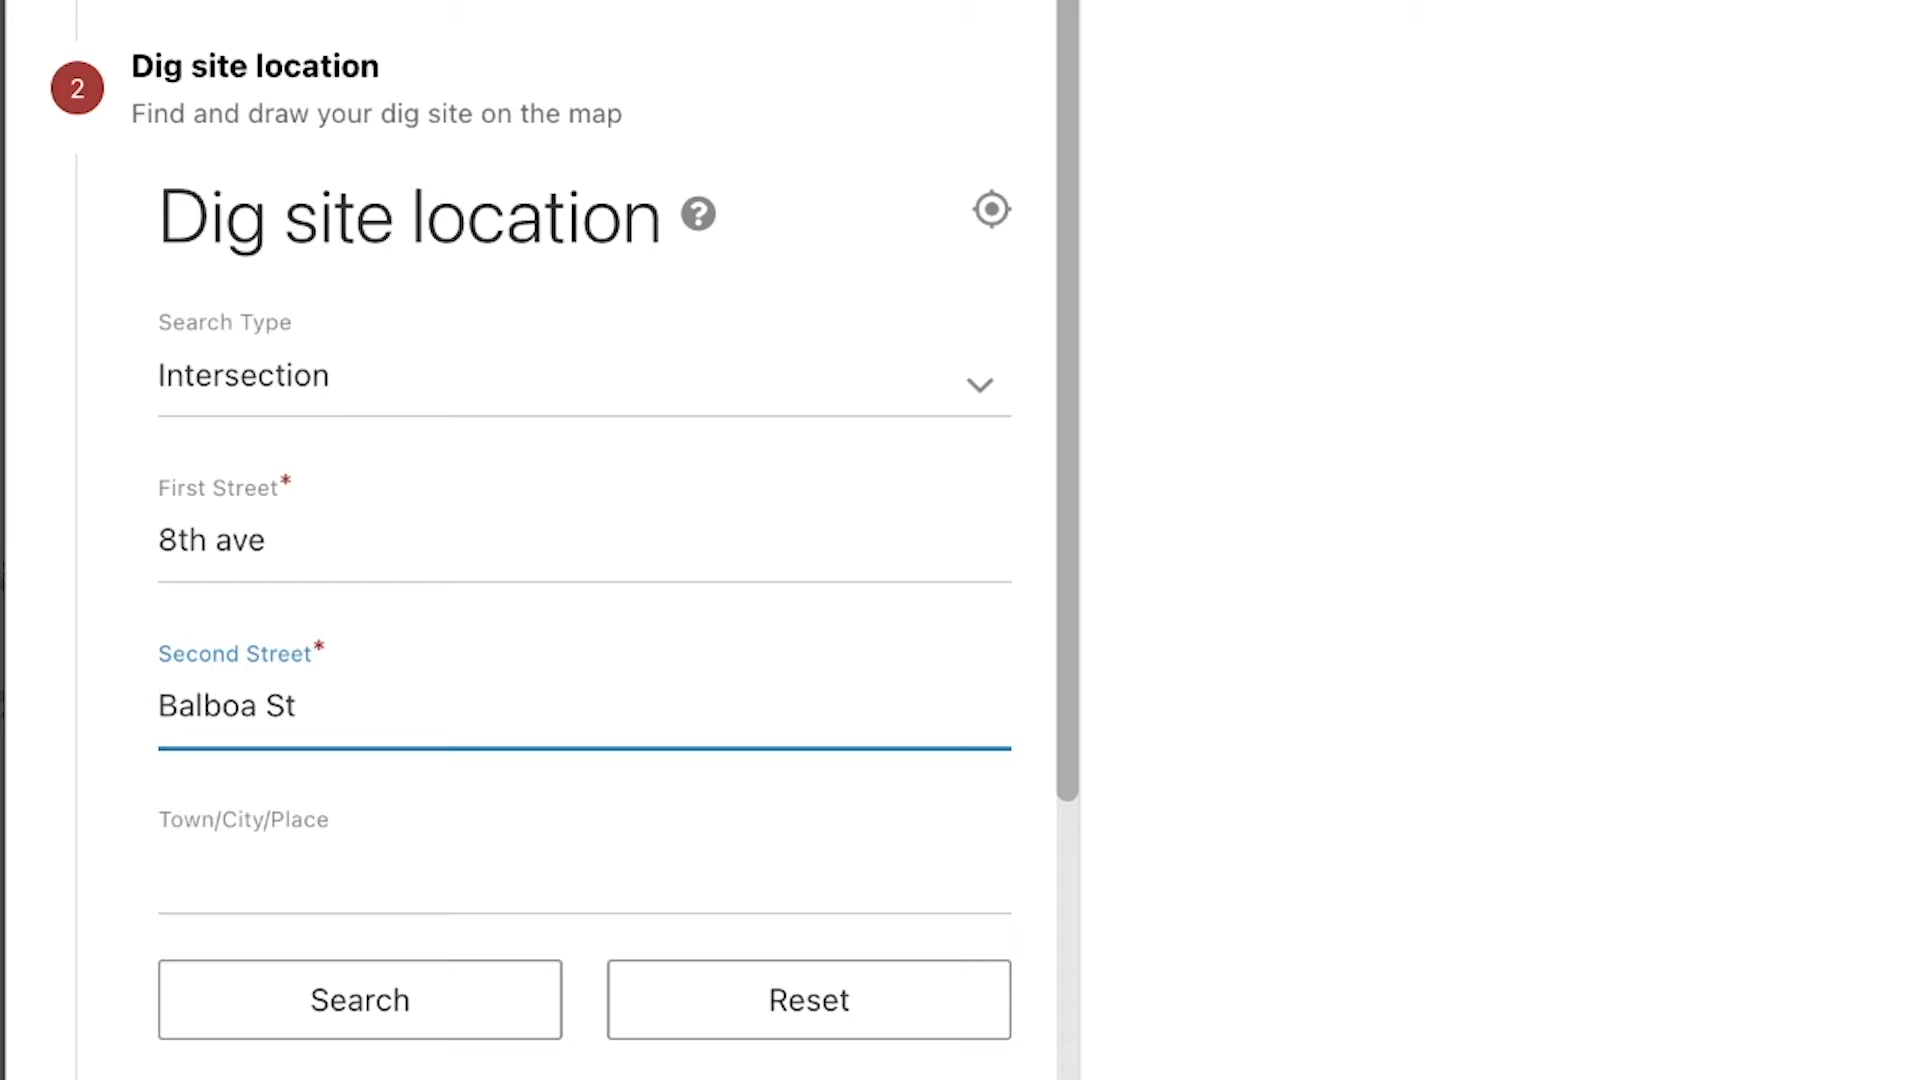 2
Dig site location
Find and draw your dig site on the map
Dig site location ?
Search Type
Intersection
First Street*
8th ave
Second Street*
Balboa St
Town/City/Place
Search
Reset